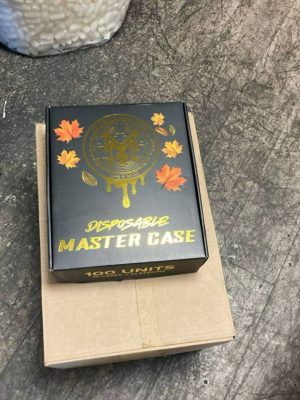 DISPOSABLE
MASTER CASE
100 UNITS